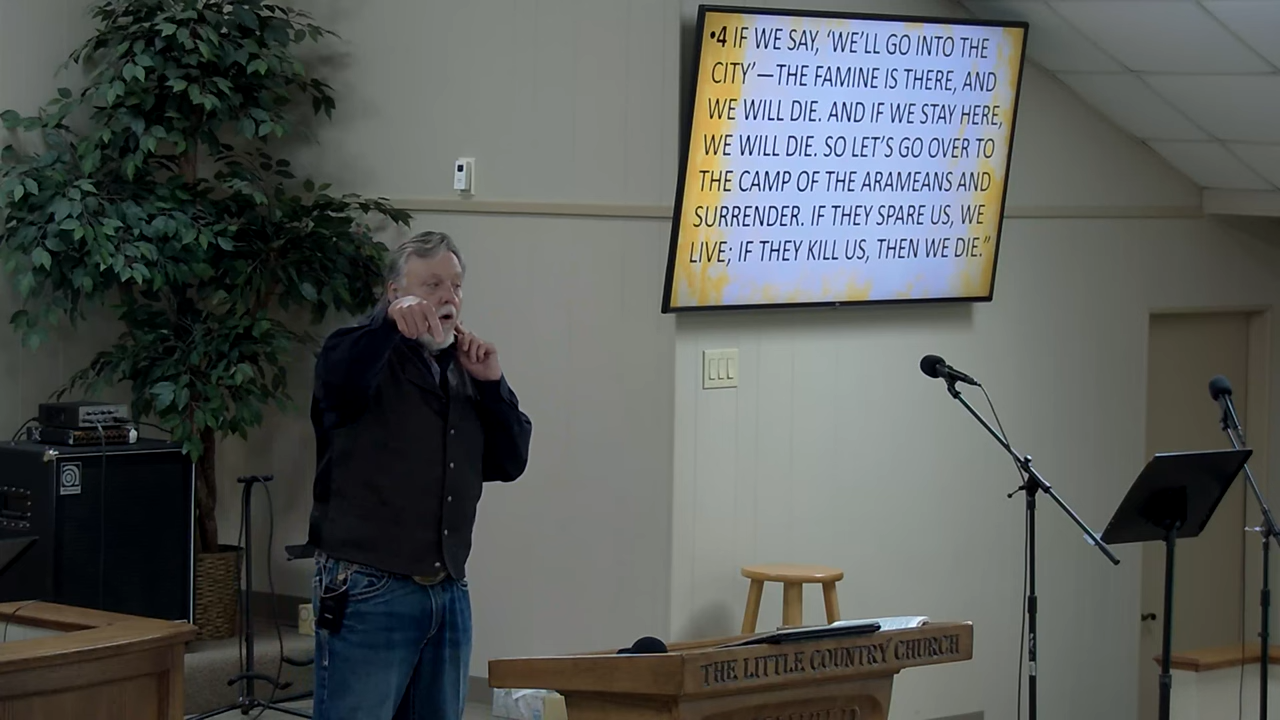 •4 IF WE SAY, ‘WE’LL GO INTO THE
CITY’—THE FAMINE IS THERE, AND
WE WILL DIE. AND IF WE STAY HERE,
WE WILL DIE. SO LET’S GO OVER TO
THE CAMP OF THE ARAMEANS AND
SURRENDER. IF THEY SPARE US, WE
LIVE; IF THEY KILL US, THEN WE DIE.”
THE LITTLE COUNTRY CHURCH